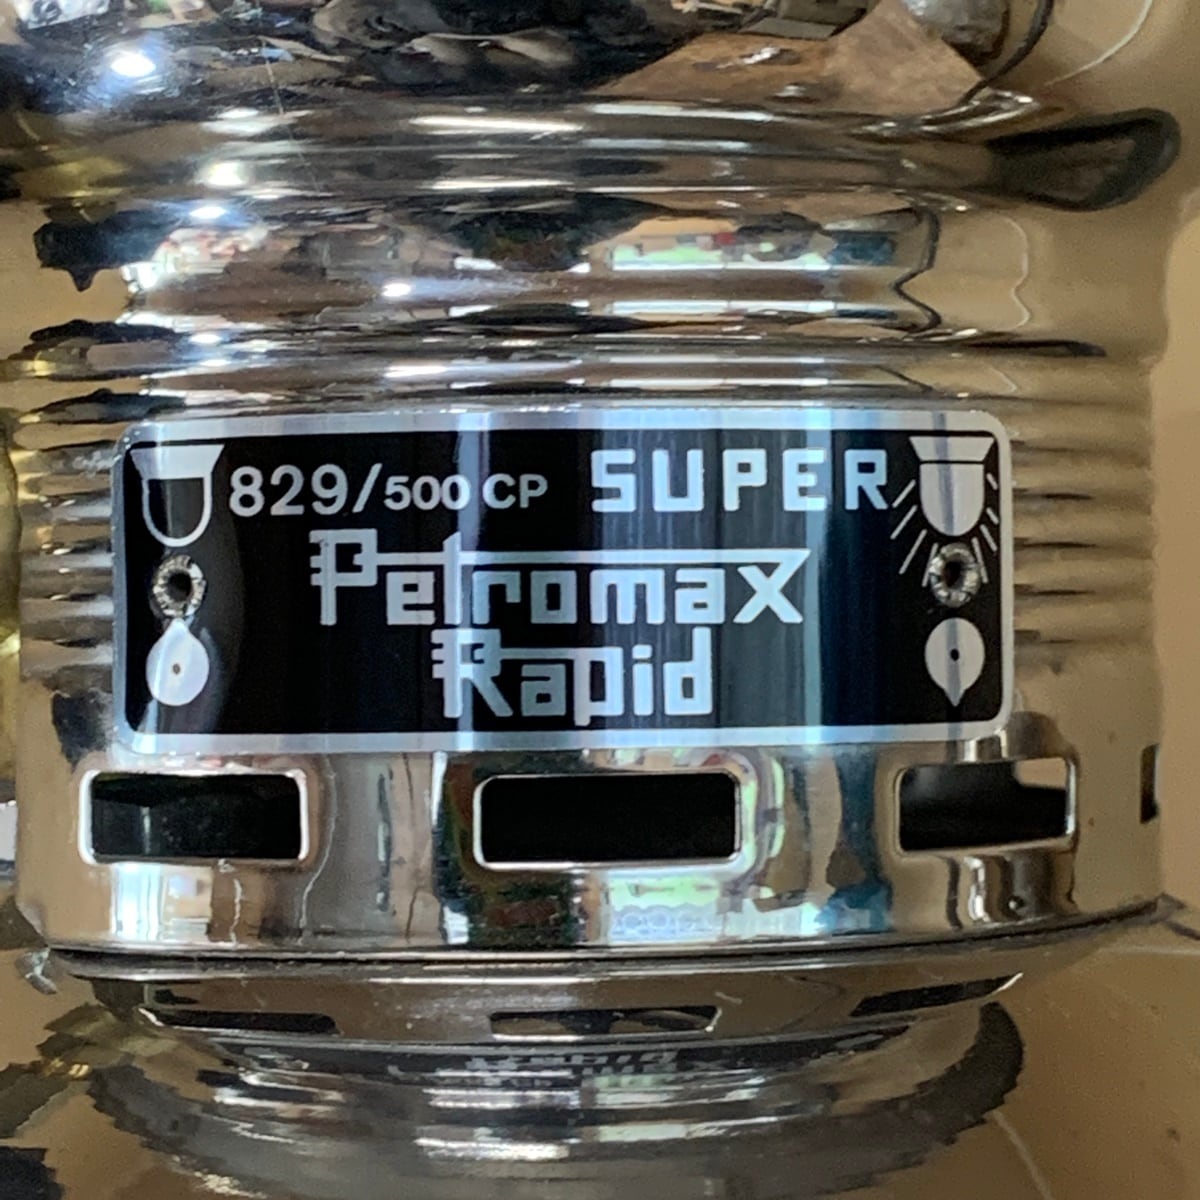 829/500 CP SUPER
Petromax
Rapid